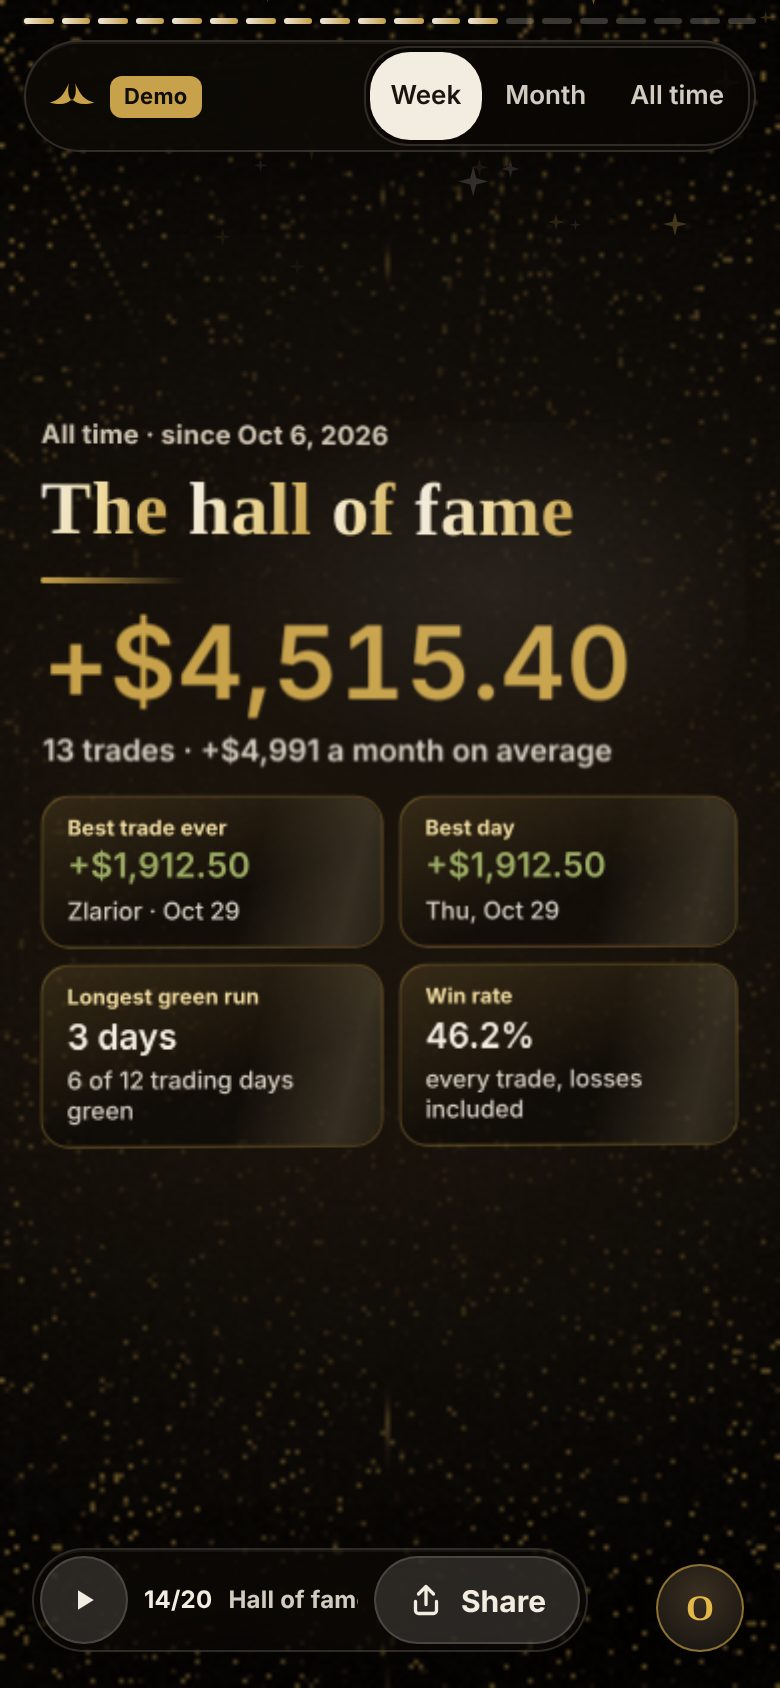 Demo
Week
Month
All time
All time · since Oct 6, 2026
The hall of fame
+$4,515.40
13 trades · +$4,991 a month on average
Best trade ever
+$1,912.50
Zlarior · Oct 29
Best day
+$1,912.50
Thu, Oct 29
Longest green run
3 days
6 of 12 trading days
green
Win rate
46.2%
every trade, losses
included
14/20 Hall of fam
Share
O